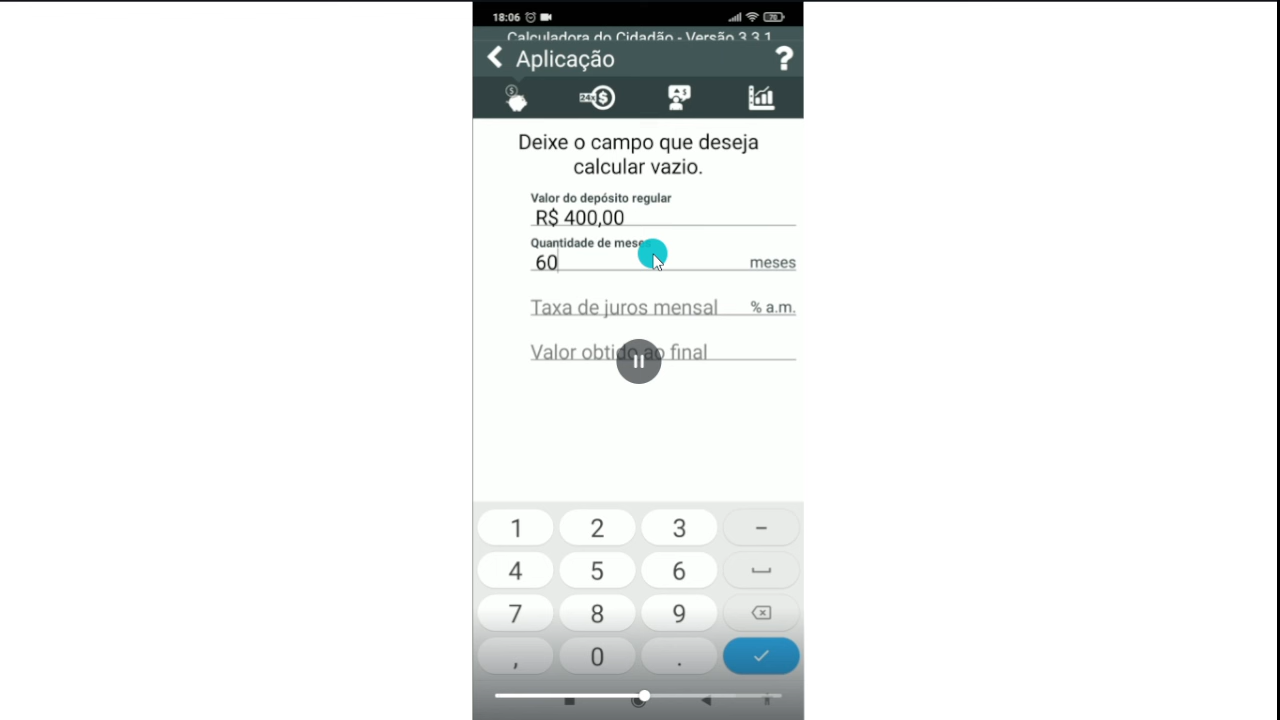 18:06
70
Calculadora do Cidadão - Versão 3.3.1
Aplicação
?
24x $
Deixe o campo que deseja
calcular vazio.
Valor do depósito regular
R$ 400,00
Quantidade de meses
60 meses
Taxa de juros mensal % a.m.
Valor obtido ao final
1 2 3 -
4 5 6
7 8 9
, 0 .